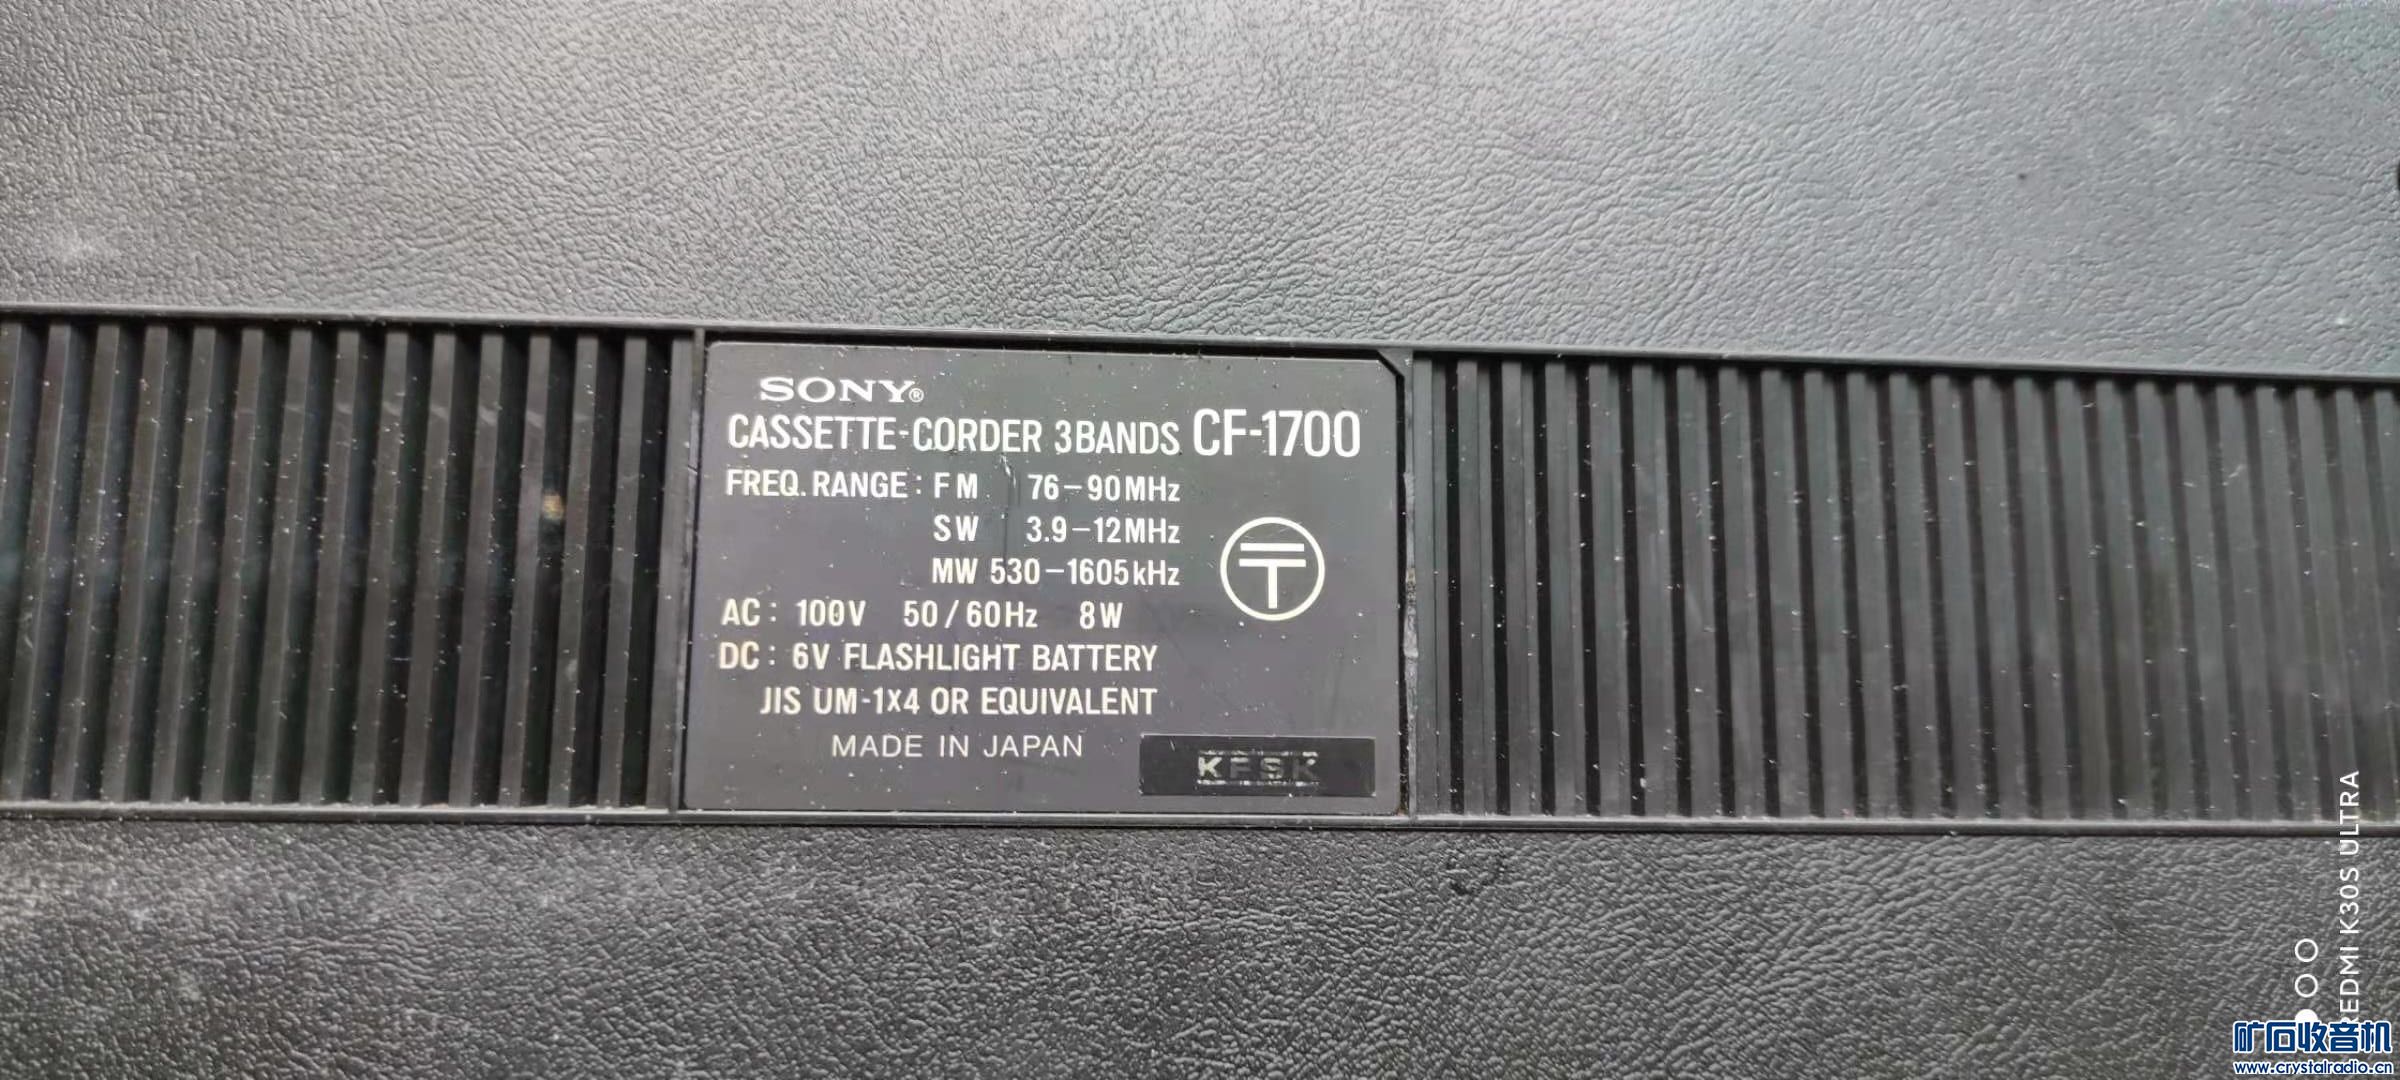 SONY®
CASSETTE-CORDER 3BANDS CF-1700
FREQ. RANGE: FM 76-90MHz
SW 3.9-12MHz
MW 530-1605kHz
AC: 100V 50/60Hz 8W
DC: 6V FLASHLIGHT BATTERY
JIS UM-1X4 OR EQUIVALENT
MADE IN JAPAN
REDMI K30S ULTRA
矿石收音机
www.crystalradio.cn